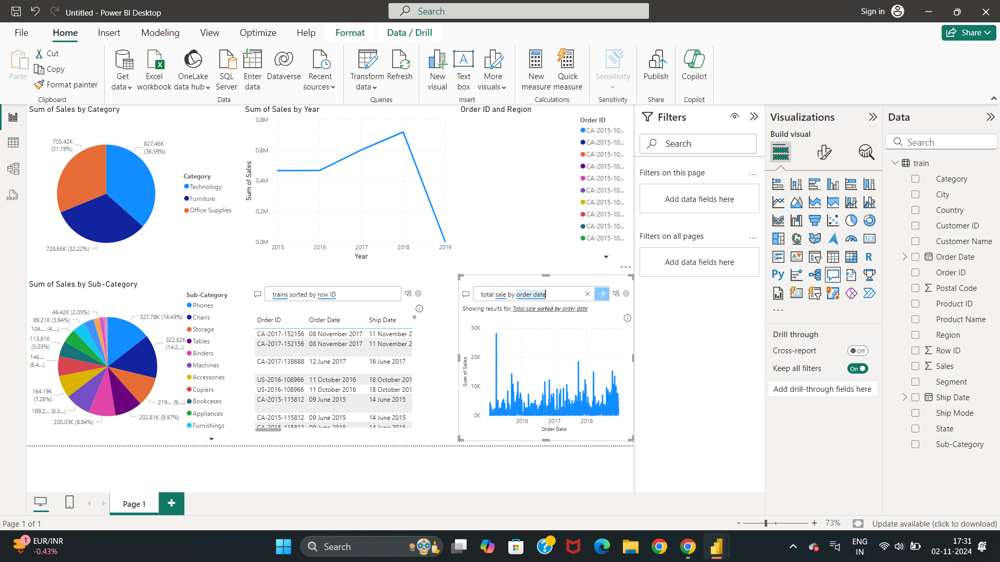 Untitled - Power BI Desktop
Search
Sign in
File
Home
Insert
Modeling
View
Optimize
Help
Format
Data / Drill
Share
Paste
Cut
Copy
Format painter
Clipboard
Get data
Excel workbook
OneLake data hub
SQL Server
Enter data
Dataverse
Recent sources
Data
Transform data
Refresh
Queries
New visual
Text box
More visuals
Insert
New measure
Quick measure
Calculations
Sensitivity
Sensitivity
Publish
Share
Copilot
Copilot
Sum of Sales by Category
705.42K
(31.19%)
827.46K
(36.59%)
728.66K (32.22%)
Category
Technology
Furniture
Office Supplies
Sum of Sales by Year
0.8M
0.6M
0.4M
0.2M
0.0M
Sum of Sales
2015
2016
2017
2018
2019
Year
Order ID and Region
Order ID
CA-2015-10...
CA-2015-10...
CA-2015-10...
CA-2015-10...
CA-2015-10...
CA-2015-10...
CA-2015-10...
CA-2015-10...
CA-2015-10...
CA-2015-10...
Sum of Sales by Sub-Category
46.42K (2.05%)
89.21K (3.94%)
104.... (4....)
113.81K
(5.03%)
146....
(6.4...)
164.19K
(7.26%)
189.2... (8.3...)
200.03K (8.84%)
202.81K (8.97%)
219... (9....)
322.82K
(14.2...)
327.78K (14.49%)
Sub-Category
Phones
Chairs
Storage
Tables
Binders
Machines
Accessories
Copiers
Bookcases
Appliances
Furnishings
trains sorted by row ID
Order ID Order Date Ship Date
CA-2017-152156 08 November 2017 11 November 2
CA-2017-152156 08 November 2017 11 November 2
CA-2017-138688 12 June 2017 16 June 2017
US-2016-108966 11 October 2016 18 October 201
US-2016-108966 11 October 2016 18 October 201
CA-2015-115812 09 June 2015 14 June 2015
CA-2015-115812 09 June 2015 14 June 2015
CA-2015-115812 09 June 2015 14 June 2015
total sale by order date
Showing results for Total sale sorted by order date
30K
20K
10K
0K
Sum of Sales
2016
2017
2018
Order Date
Filters
Search
Filters on this page
Add data fields here
Filters on all pages
Add data fields here
Visualizations
Build visual
123
R
Py
123
Drill through
Cross-report
Off
Keep all filters
On
Add drill-through fields here
Data
Search
train
Category
City
Country
Customer ID
Customer Name
Order Date
Order ID
Postal Code
Product ID
Product Name
Region
Row ID
Sales
Segment
Ship Date
Ship Mode
State
Sub-Category
DAX
Page 1
Page 1 of 1
73%
Update available (click to download)
1
EUR/INR
-0.43%
Search
ENG
IN
17:31
02-11-2024